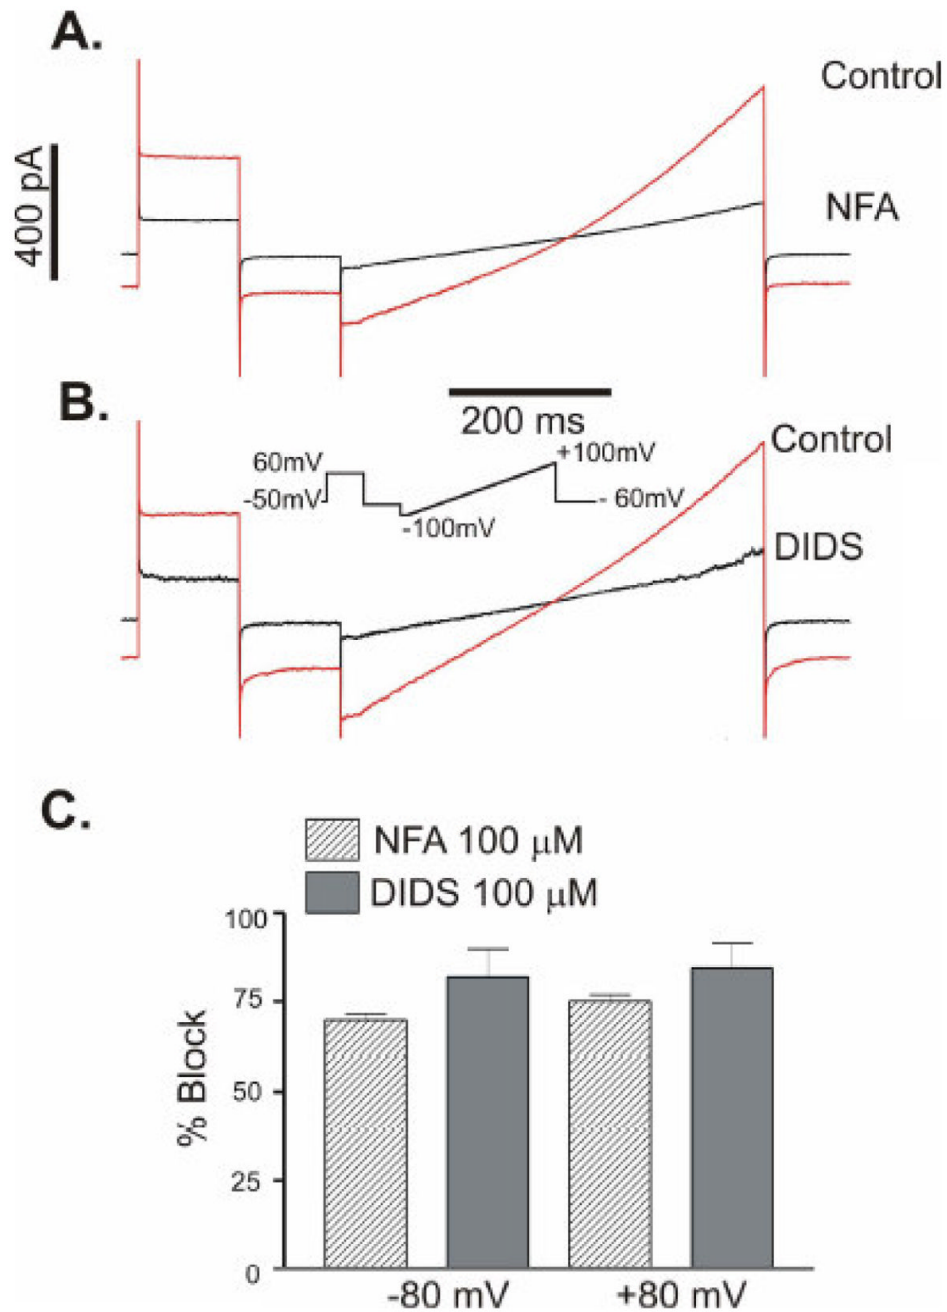 A.
Control
400 pA
NFA
200 ms
B.
Control
60mV
+100mV
-50mV
- 60mV
-100mV
DIDS
C.
NFA 100 μM
DIDS 100 μM
100
75
50
25
0
% Block
-80 mV
+80 mV